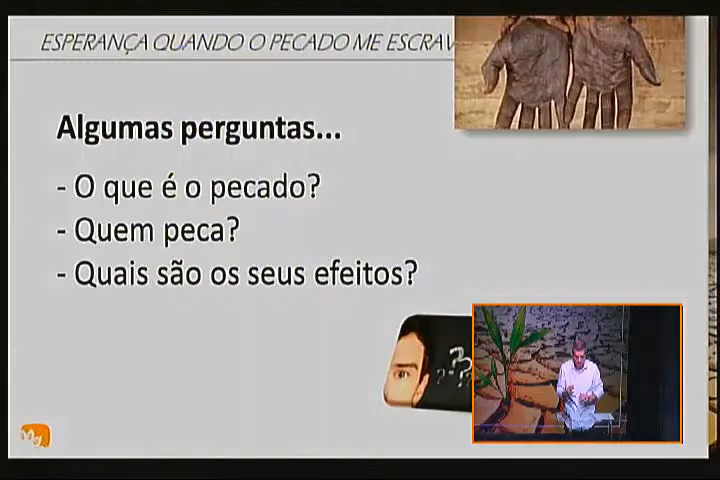 ESPERANÇA QUANDO O PECADO ME ESCRAV
Algumas perguntas...
- O que é o pecado?
- Quem peca?
- Quais são os seus efeitos?
???